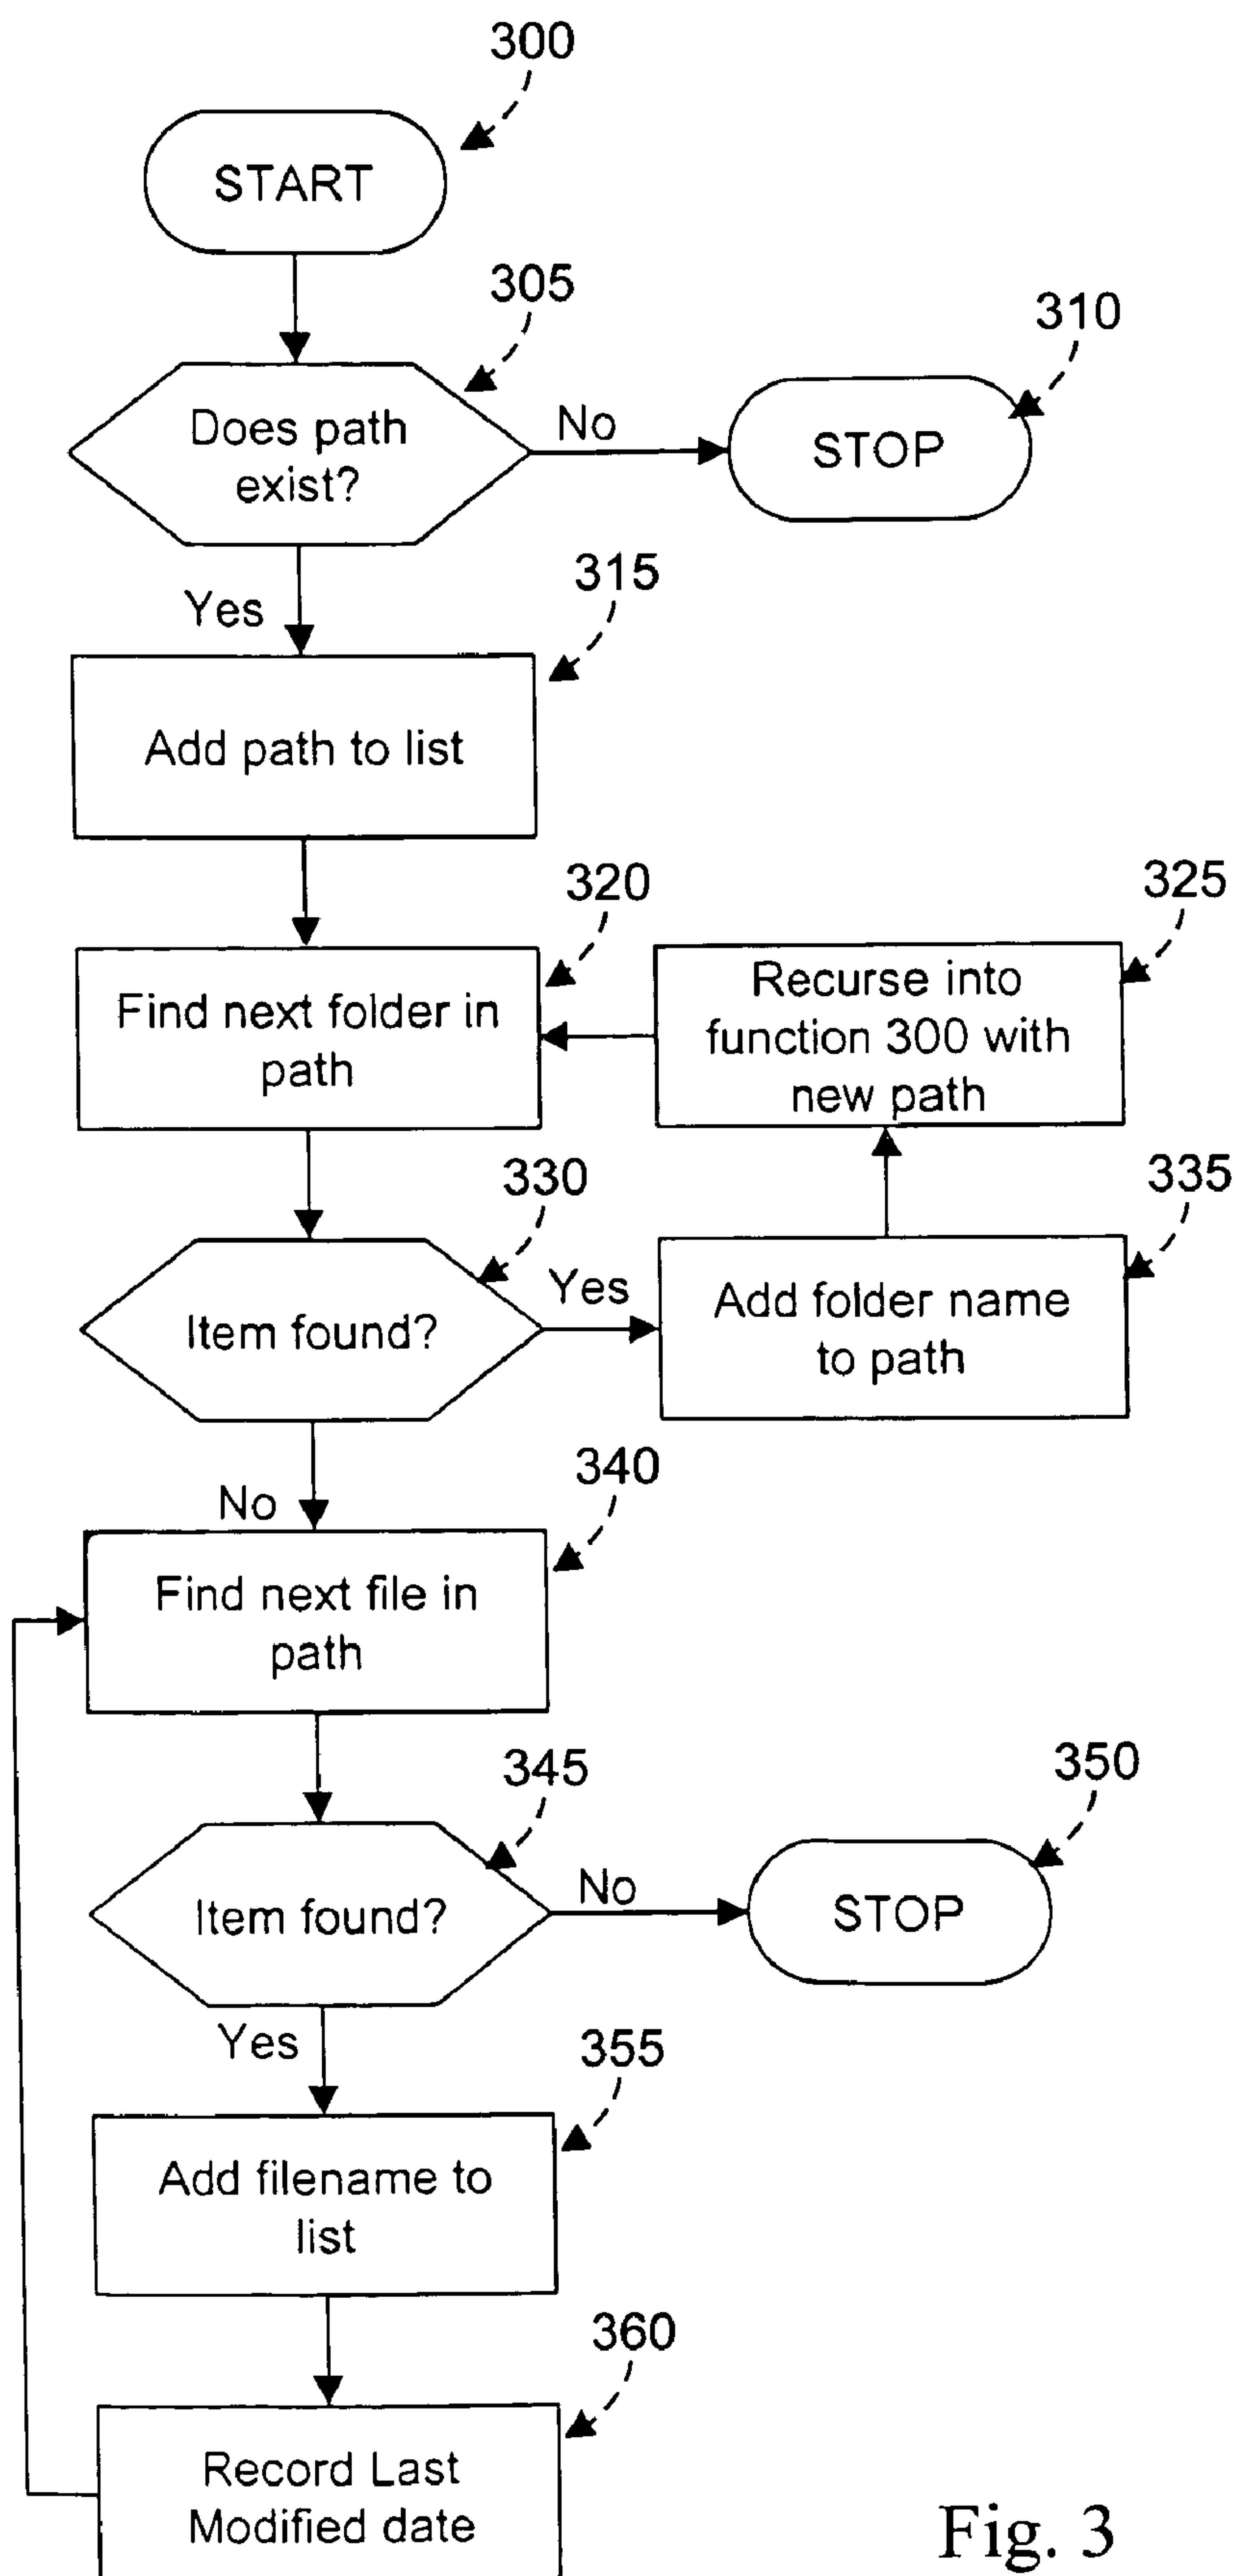 300
START
305
310
Does path
exist?
No
STOP
Yes
315
Add path to list
320
325
Find next folder in
path
Recurse into
function 300 with
new path
330
335
Item found?
Yes
Add folder name
to path
No
340
Find next file in
path
345
350
Item found?
No
STOP
Yes
355
Add filename to
list
360
Record Last
Modified date
Fig. 3